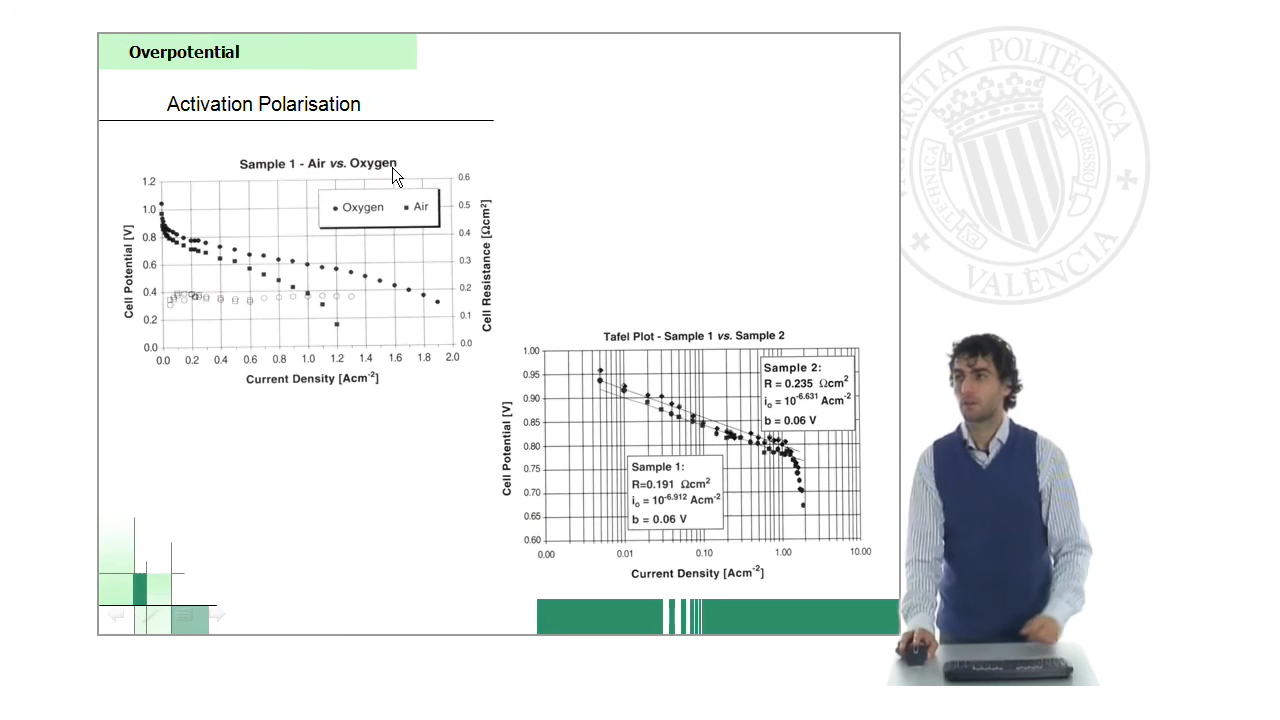 Overpotential
Activation Polarisation
Sample 1 - Air vs. Oxygen
1.2
1.0
0.8
0.6
0.4
0.2
0.0
Cell Potential [V]
Oxygen
Air
0.6
0.5
0.4
0.3
0.2
0.1
0.0
Cell Resistance [Ωcm²]
0.0 0.2 0.4 0.6 0.8 1.0 1.2 1.4 1.6 1.8 2.0
Current Density [Acm⁻²]
Tafel Plot - Sample 1 vs. Sample 2
1.00
0.95
0.90
0.85
0.80
0.75
0.70
0.65
0.60
Cell Potential [V]
Sample 2:
R = 0.235 Ωcm²
i₀ = 10⁻⁶·⁶³¹ Acm⁻²
b = 0.06 V
Sample 1:
R=0.191 Ωcm²
i₀ = 10⁻⁶·⁹¹² Acm⁻²
b = 0.06 V
0.00 0.01 0.10 1.00 10.00
Current Density [Acm⁻²]
UNIVERSITAT POLITÈCNICA
VALÈNCIA
TECHNICA
EX
PROGRESSIO